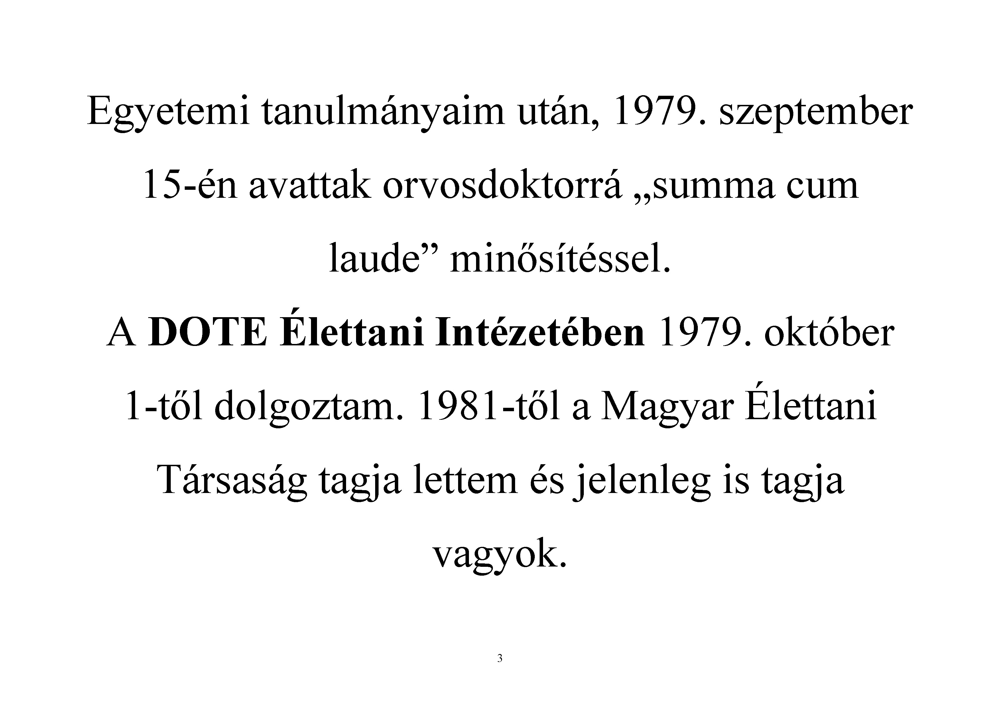 Egyetemi tanulmányaim után, 1979. szeptember
15-én avattak orvosdoktorrá „summa cum
laude” minősítéssel.
A DOTE Élettani Intézetében 1979. október
1-től dolgoztam. 1981-től a Magyar Élettani
Társaság tagja lettem és jelenleg is tagja
vagyok.
3